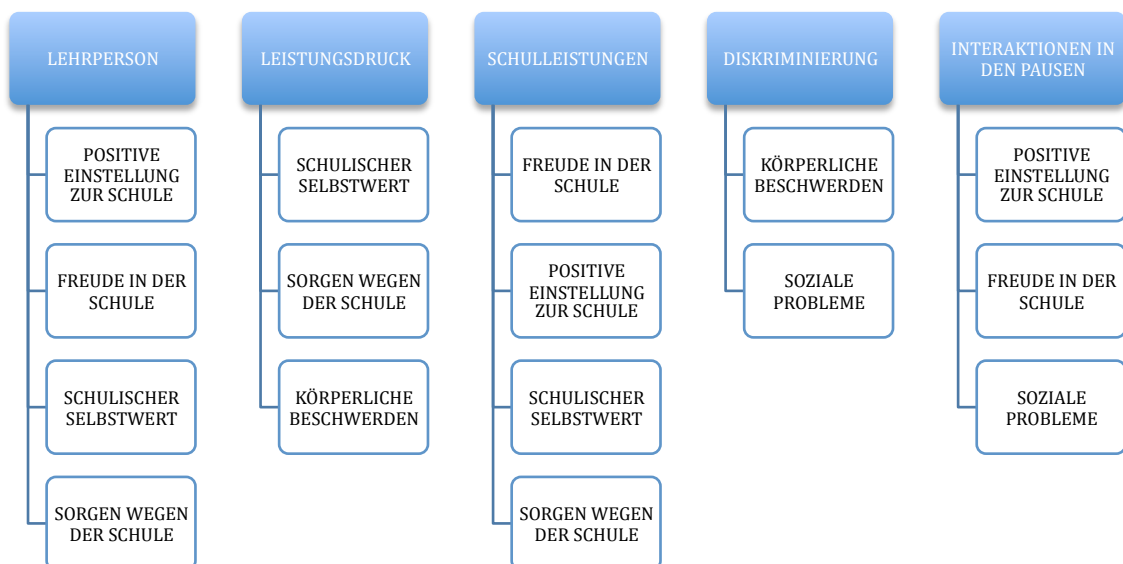 LEHRPERSON
POSITIVE
EINSTELLUNG
ZUR SCHULE
FREUDE IN DER
SCHULE
SCHULISCHER
SELBSTWERT
SORGEN WEGEN
DER SCHULE
LEISTUNGSDRUCK
SCHULISCHER
SELBSTWERT
SORGEN WEGEN
DER SCHULE
KÖRPERLICHE
BESCHWERDEN
SCHULLEISTUNGEN
FREUDE IN DER
SCHULE
POSITIVE
EINSTELLUNG
ZUR SCHULE
SCHULISCHER
SELBSTWERT
SORGEN WEGEN
DER SCHULE
DISKRIMINIERUNG
KÖRPERLICHE
BESCHWERDEN
SOZIALE
PROBLEME
INTERAKTIONEN IN
DEN PAUSEN
POSITIVE
EINSTELLUNG
ZUR SCHULE
FREUDE IN DER
SCHULE
SOZIALE
PROBLEME